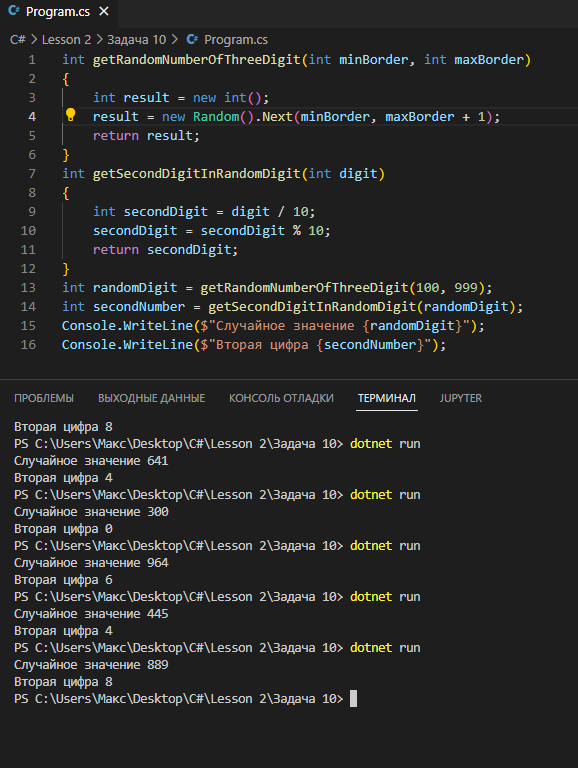 C# Program.cs ✕
C# > Lesson 2 > Задача 10 > C# Program.cs
1 int getRandomNumberOfThreeDigit(int minBorder, int maxBorder)
2 {
3     int result = new int();
4     result = new Random().Next(minBorder, maxBorder + 1);
5     return result;
6 }
7 int getSecondDigitInRandomDigit(int digit)
8 {
9     int secondDigit = digit / 10;
10     secondDigit = secondDigit % 10;
11     return secondDigit;
12 }
13 int randomDigit = getRandomNumberOfThreeDigit(100, 999);
14 int secondNumber = getSecondDigitInRandomDigit(randomDigit);
15 Console.WriteLine($"Случайное значение {randomDigit}");
16 Console.WriteLine($"Вторая цифра {secondNumber}");
ПРОБЛЕМЫ ВЫХОДНЫЕ ДАННЫЕ КОНСОЛЬ ОТЛАДКИ ТЕРМИНАЛ JUPYTER
Вторая цифра 8
PS C:\Users\Макс\Desktop\C#\Lesson 2\Задача 10> dotnet run
Случайное значение 641
Вторая цифра 4
PS C:\Users\Макс\Desktop\C#\Lesson 2\Задача 10> dotnet run
Случайное значение 300
Вторая цифра 0
PS C:\Users\Макс\Desktop\C#\Lesson 2\Задача 10> dotnet run
Случайное значение 964
Вторая цифра 6
PS C:\Users\Макс\Desktop\C#\Lesson 2\Задача 10> dotnet run
Случайное значение 445
Вторая цифра 4
PS C:\Users\Макс\Desktop\C#\Lesson 2\Задача 10> dotnet run
Случайное значение 889
Вторая цифра 8
PS C:\Users\Макс\Desktop\C#\Lesson 2\Задача 10>